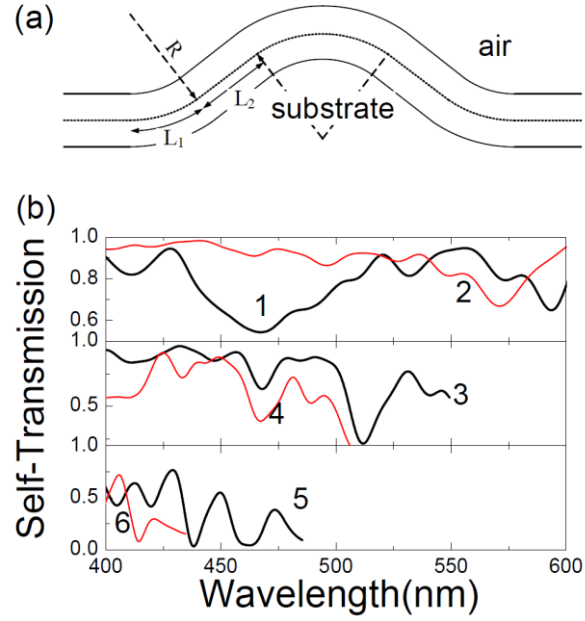 (a)
R
air
L2
substrate
L1
(b)
Self-Transmission
1.0
0.8
0.6
1 2
1.0
0.5
3
4
1.0
0.5
0.0
5
6
400 450 500 550 600
Wavelength(nm)